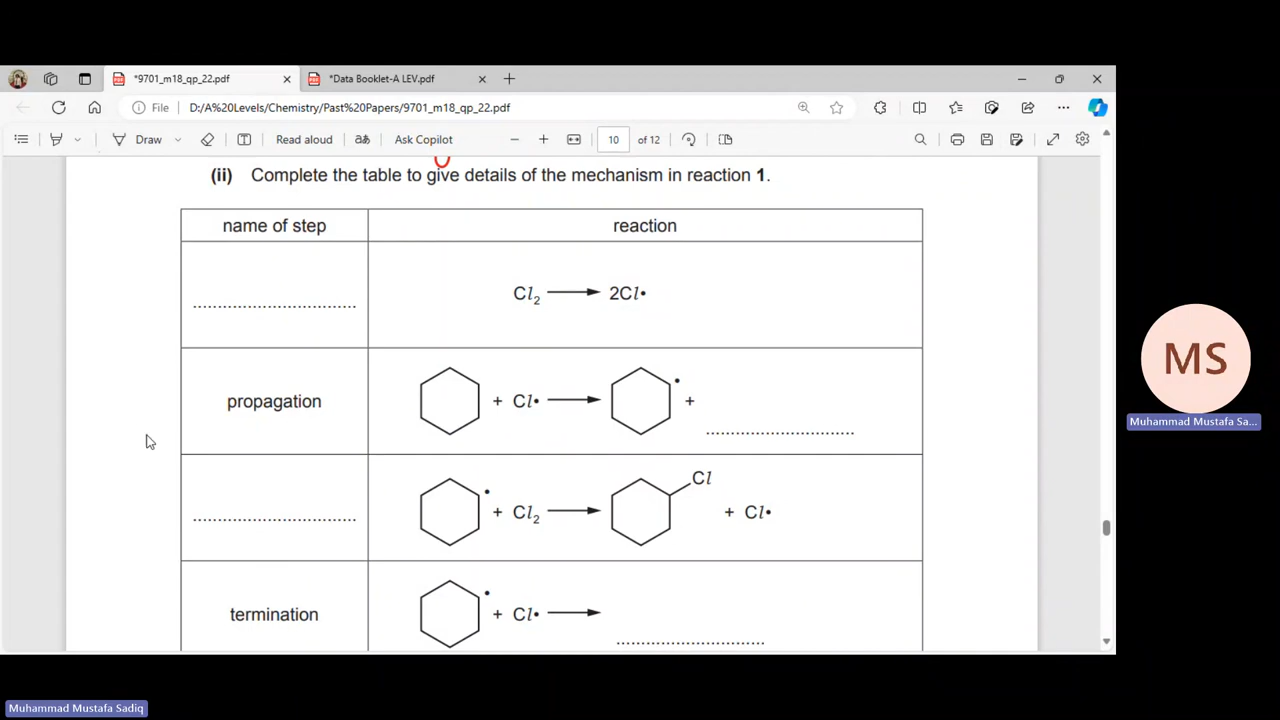 *9701_m18_qp_22.pdf
*Data Booklet-A LEV.pdf
File
D:/A%20Levels/Chemistry/Past%20Papers/9701_m18_qp_22.pdf
Draw
Read aloud
aあ
Ask Copilot
10
of 12
(ii) Complete the table to give details of the mechanism in reaction 1.
name of step
reaction
Cl2 ⟶ 2Cl•
propagation
+ Cl• ⟶ • +
Cl
• + Cl2 ⟶ + Cl•
termination
• + Cl• ⟶
MS
Muhammad Mustafa Sa...
Muhammad Mustafa Sadiq